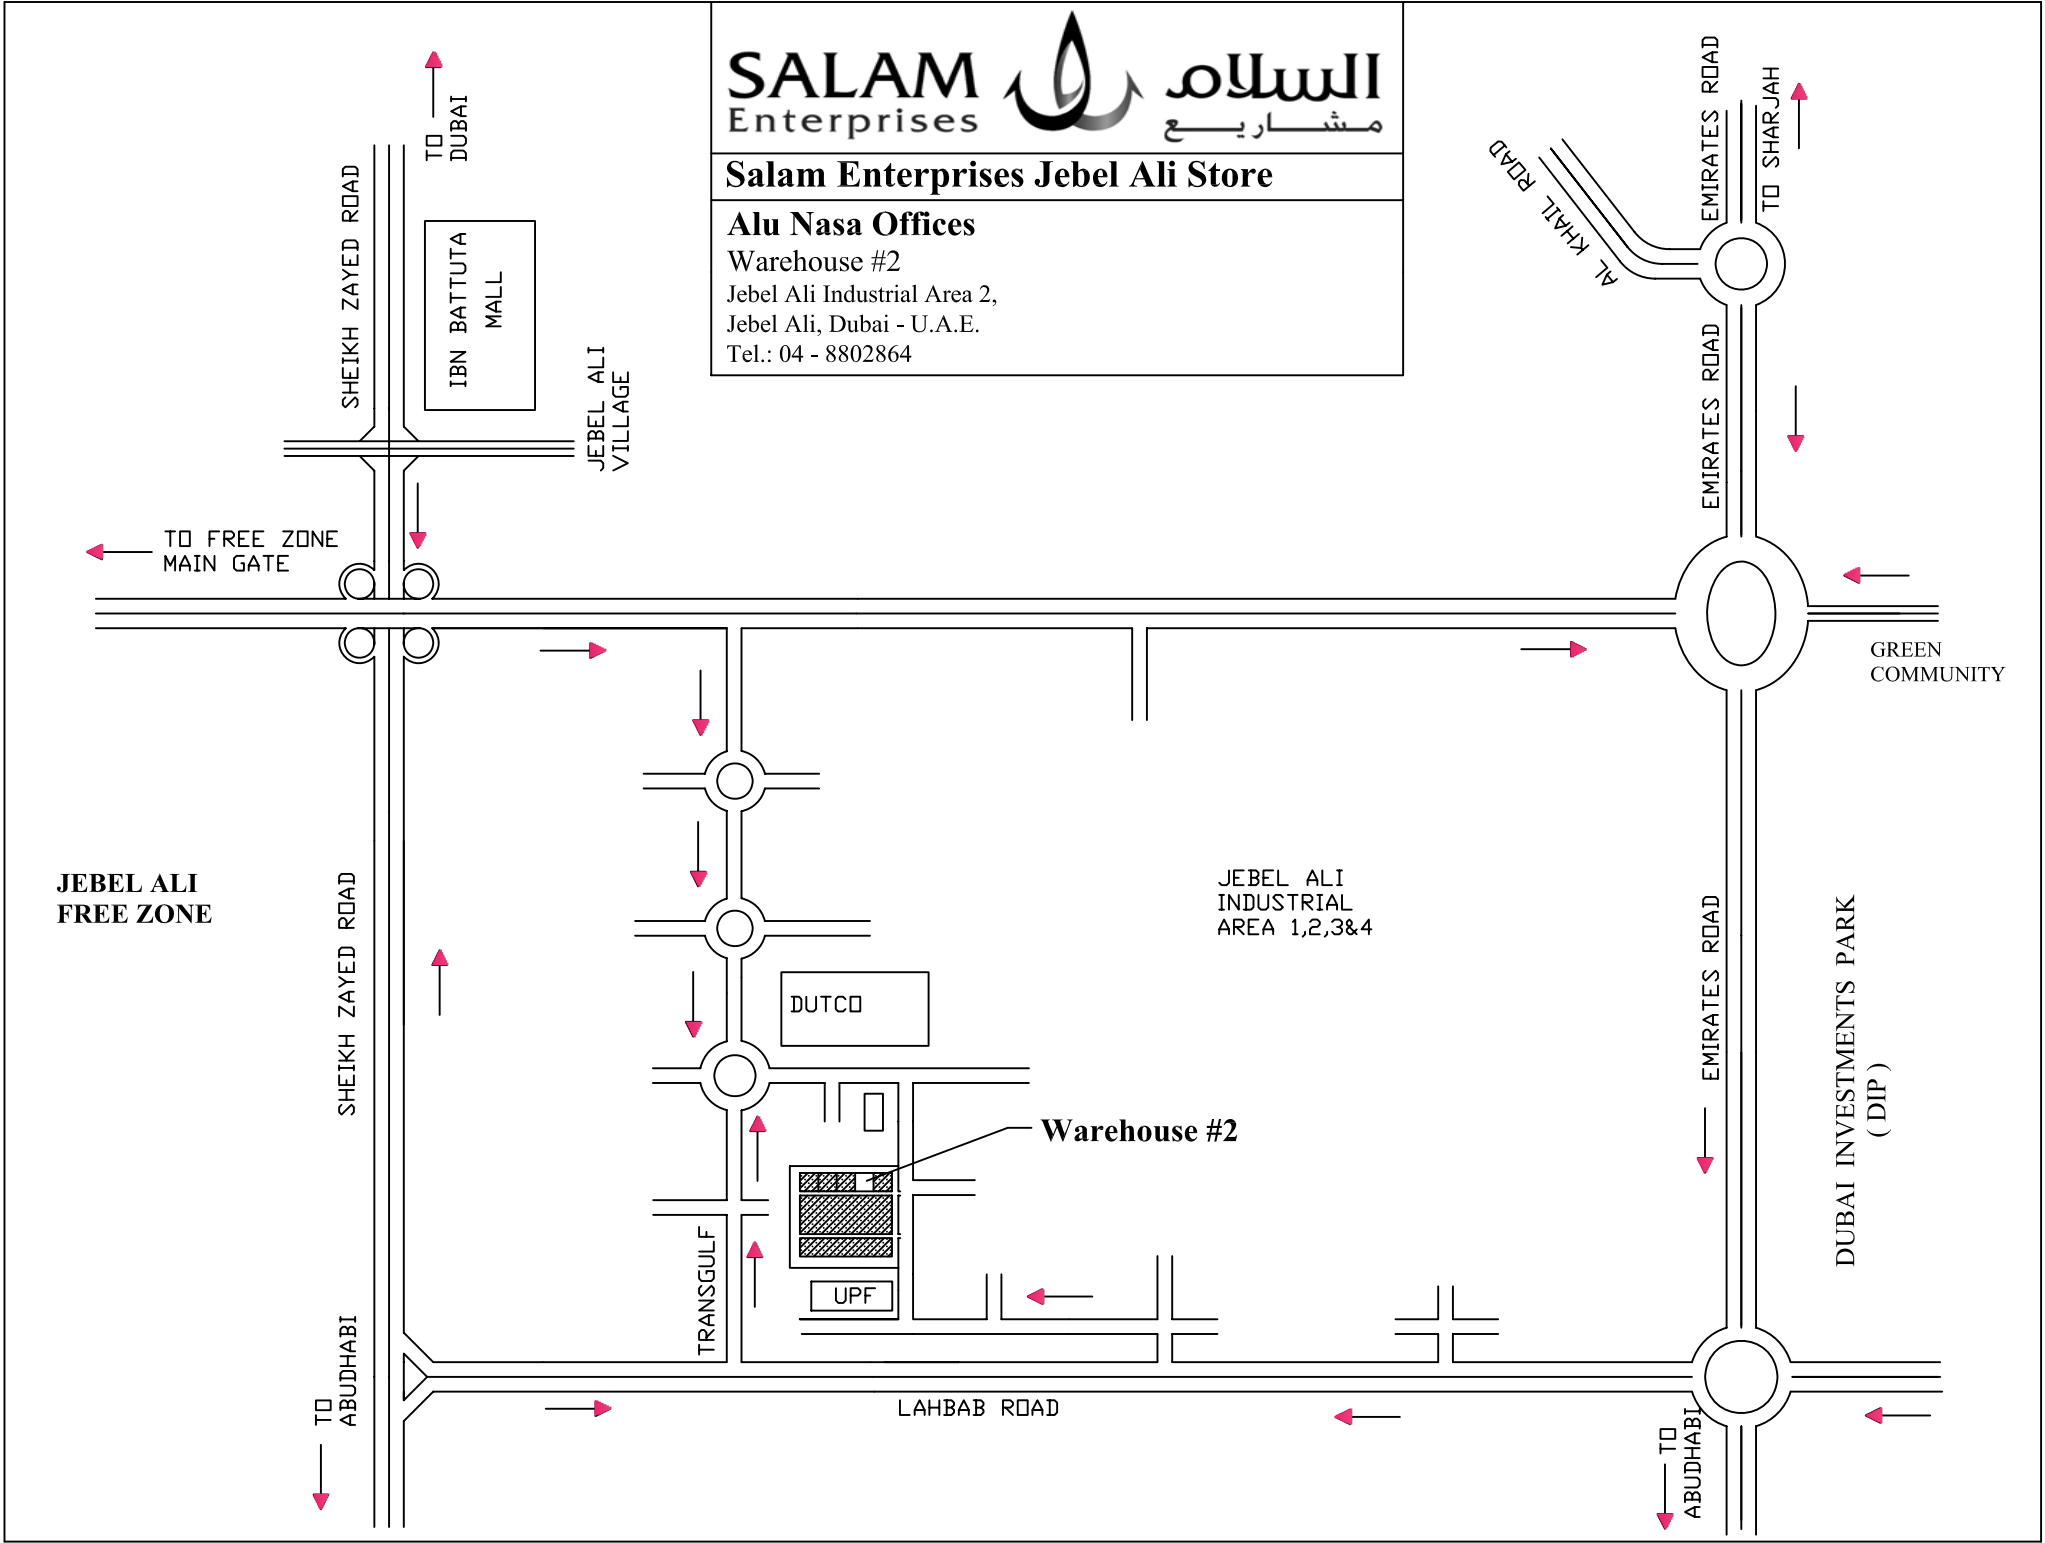 SALAM
Enterprises
السلام
مشاريع
Salam Enterprises Jebel Ali Store
Alu Nasa Offices
Warehouse #2
Jebel Ali Industrial Area 2,
Jebel Ali, Dubai - U.A.E.
Tel.: 04 - 8802864
TO
DUBAI
SHEIKH ZAYED ROAD
IBN BATTUTA
MALL
JEBEL ALI
VILLAGE
EMIRATES ROAD
TO SHARJAH
AL KHAIL ROAD
EMIRATES ROAD
TO FREE ZONE
MAIN GATE
GREEN
COMMUNITY
JEBEL ALI
FREE ZONE
SHEIKH ZAYED ROAD
JEBEL ALI
INDUSTRIAL
AREA 1,2,3&4
EMIRATES ROAD
DUBAI INVESTMENTS PARK
( DIP )
DUTCO
Warehouse #2
TRANSGULF
UPF
TO
ABUDHABI
LAHBAB ROAD
TO
ABUDHABI